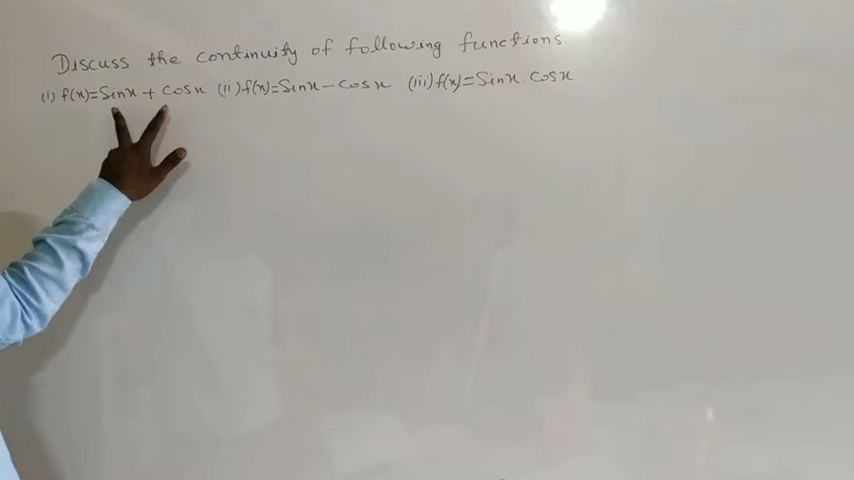 Discuss the continuity of following functions.
(i) f(x)=Sinx + Cosx (ii) f(x)=Sinx - Cosx (iii) f(x)=Sinx . Cosx